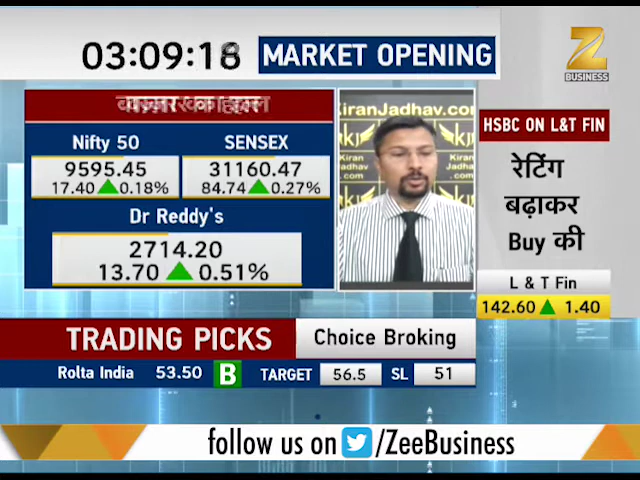 03:09:18
MARKET OPENING
Z
ZEE
BUSINESS
Nifty 50
SENSEX
9595.45
31160.47
17.40 ▲ 0.18%
84.74 ▲ 0.27%
Dr Reddy's
2714.20
13.70 ▲ 0.51%
KiranJadhav.com
Kiran
Jadhav
HSBC ON L&T FIN
रेटिंग
बढ़ाकर
Buy की
L & T Fin
142.60 ▲ 1.40
TRADING PICKS
Choice Broking
Rolta India 53.50 B TARGET 56.5 SL 51
follow us on /ZeeBusiness